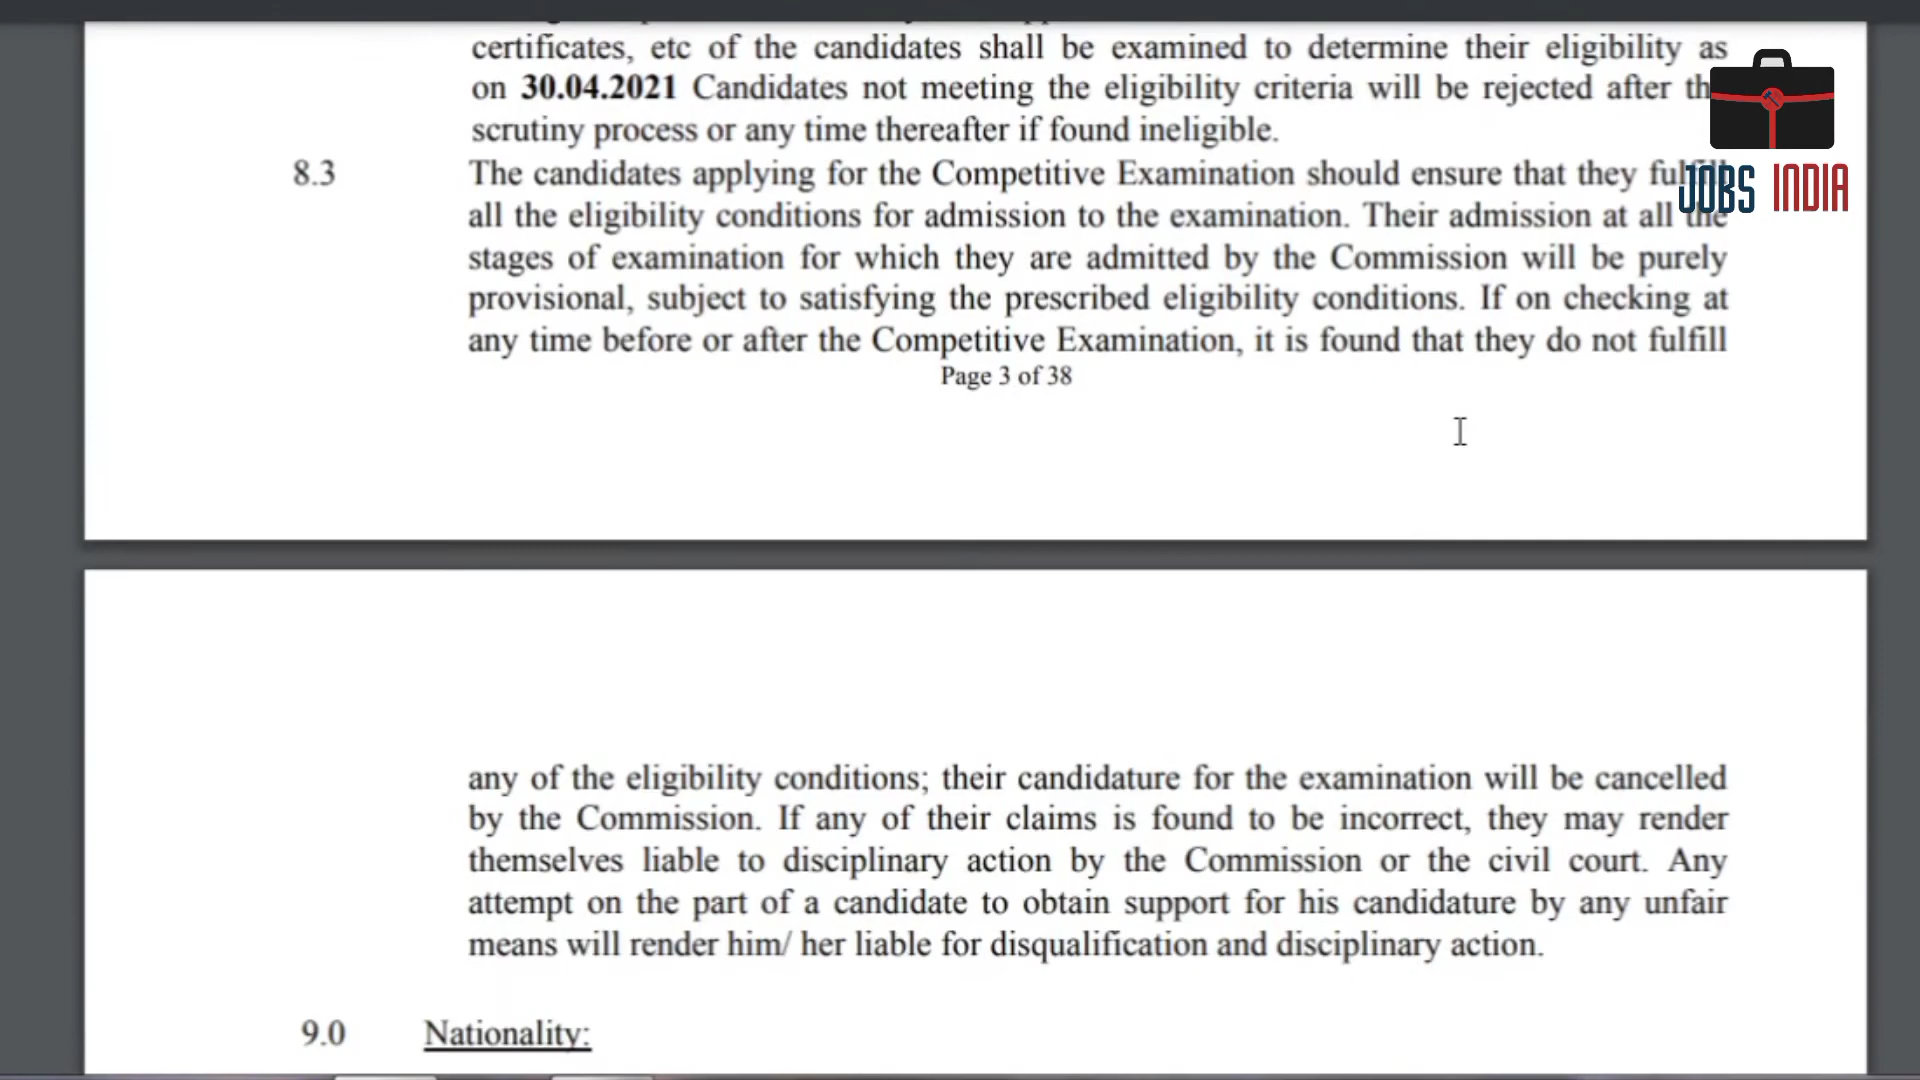 certificates, etc of the candidates shall be examined to determine their eligibility as
on 30.04.2021 Candidates not meeting the eligibility criteria will be rejected after
scrutiny process or any time thereafter if found ineligible.
8.3 The candidates applying for the Competitive Examination should ensure that they fulfill
all the eligibility conditions for admission to the examination. Their admission at all the
stages of examination for which they are admitted by the Commission will be purely
provisional, subject to satisfying the prescribed eligibility conditions. If on checking at
any time before or after the Competitive Examination, it is found that they do not fulfill
Page 3 of 38
JOBS INDIA
any of the eligibility conditions; their candidature for the examination will be cancelled
by the Commission. If any of their claims is found to be incorrect, they may render
themselves liable to disciplinary action by the Commission or the civil court. Any
attempt on the part of a candidate to obtain support for his candidature by any unfair
means will render him/ her liable for disqualification and disciplinary action.
9.0 Nationality: